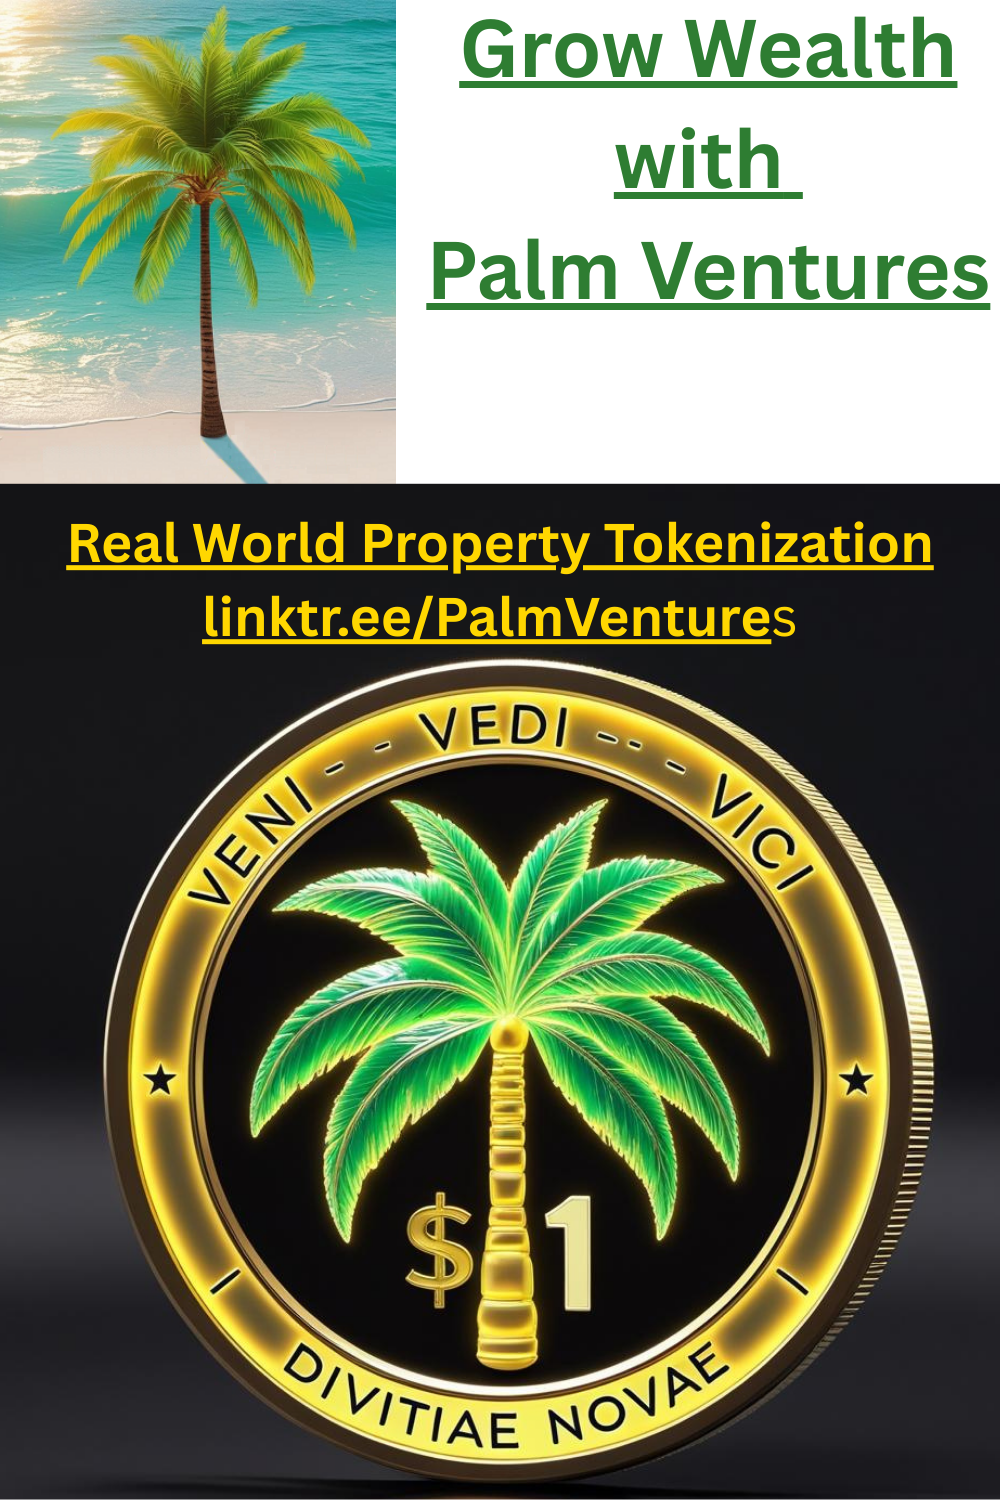 Grow Wealth
with
Palm Ventures
Real World Property Tokenization
linktr.ee/PalmVentures
VENI - - VEDI -- - VICI
$1
DIVITIAE NOVAE